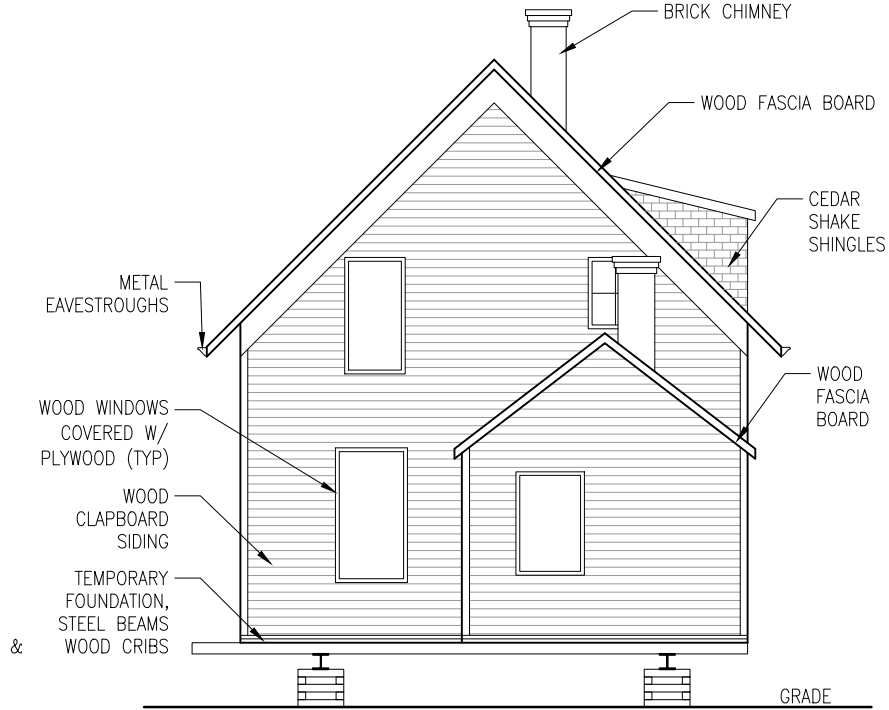 BRICK CHIMNEY
WOOD FASCIA BOARD
CEDAR
SHAKE
SHINGLES
METAL
EAVESTROUGHS
WOOD
FASCIA
BOARD
WOOD WINDOWS
COVERED W/
PLYWOOD (TYP)
WOOD
CLAPBOARD
SIDING
TEMPORARY
FOUNDATION,
STEEL BEAMS
& WOOD CRIBS
GRADE